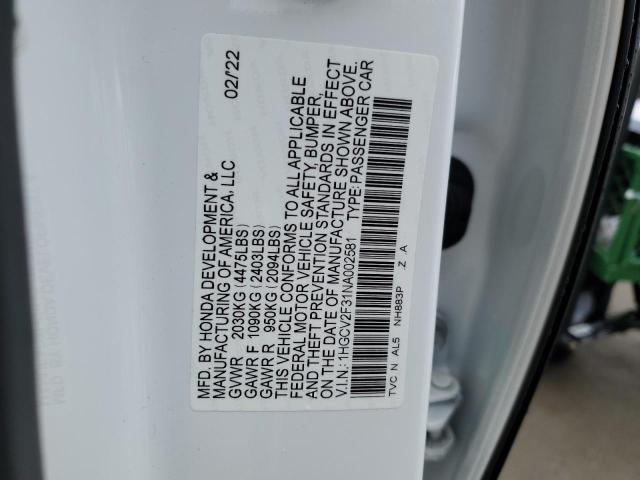 MFD. BY HONDA DEVELOPMENT & 02/'22
MANUFACTURING OF AMERICA, LLC
GVWR 2030KG (4475LBS)
GAWR F 1090KG (2403LBS)
GAWR R 950KG (2094LBS)
THIS VEHICLE CONFORMS TO ALL APPLICABLE
FEDERAL MOTOR VEHICLE SAFETY, BUMPER,
AND THEFT PREVENTION STANDARDS IN EFFECT
ON THE DATE OF MANUFACTURE SHOWN ABOVE.
V.I.N.: 1HGCV2F31NA002581 TYPE: PASSENGER CAR
TVC N AL5 NH883P Z A